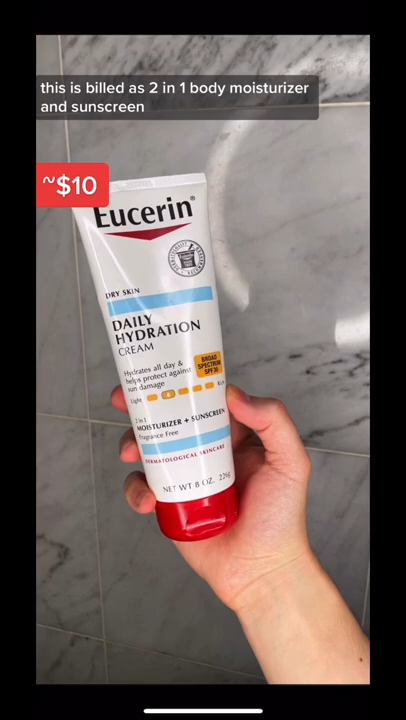 this is billed as 2 in 1 body moisturizer
and sunscreen
~$10
Eucerin®
DRY SKIN
DAILY
HYDRATION
CREAM
Hydrates all day &
helps protect against
sun damage
BROAD
SPECTRUM
SPF 30
Light
Rich
2 in 1
MOISTURIZER + SUNSCREEN
Fragrance Free
DERMATOLOGICAL SKINCARE
NET WT 8 OZ. 226g